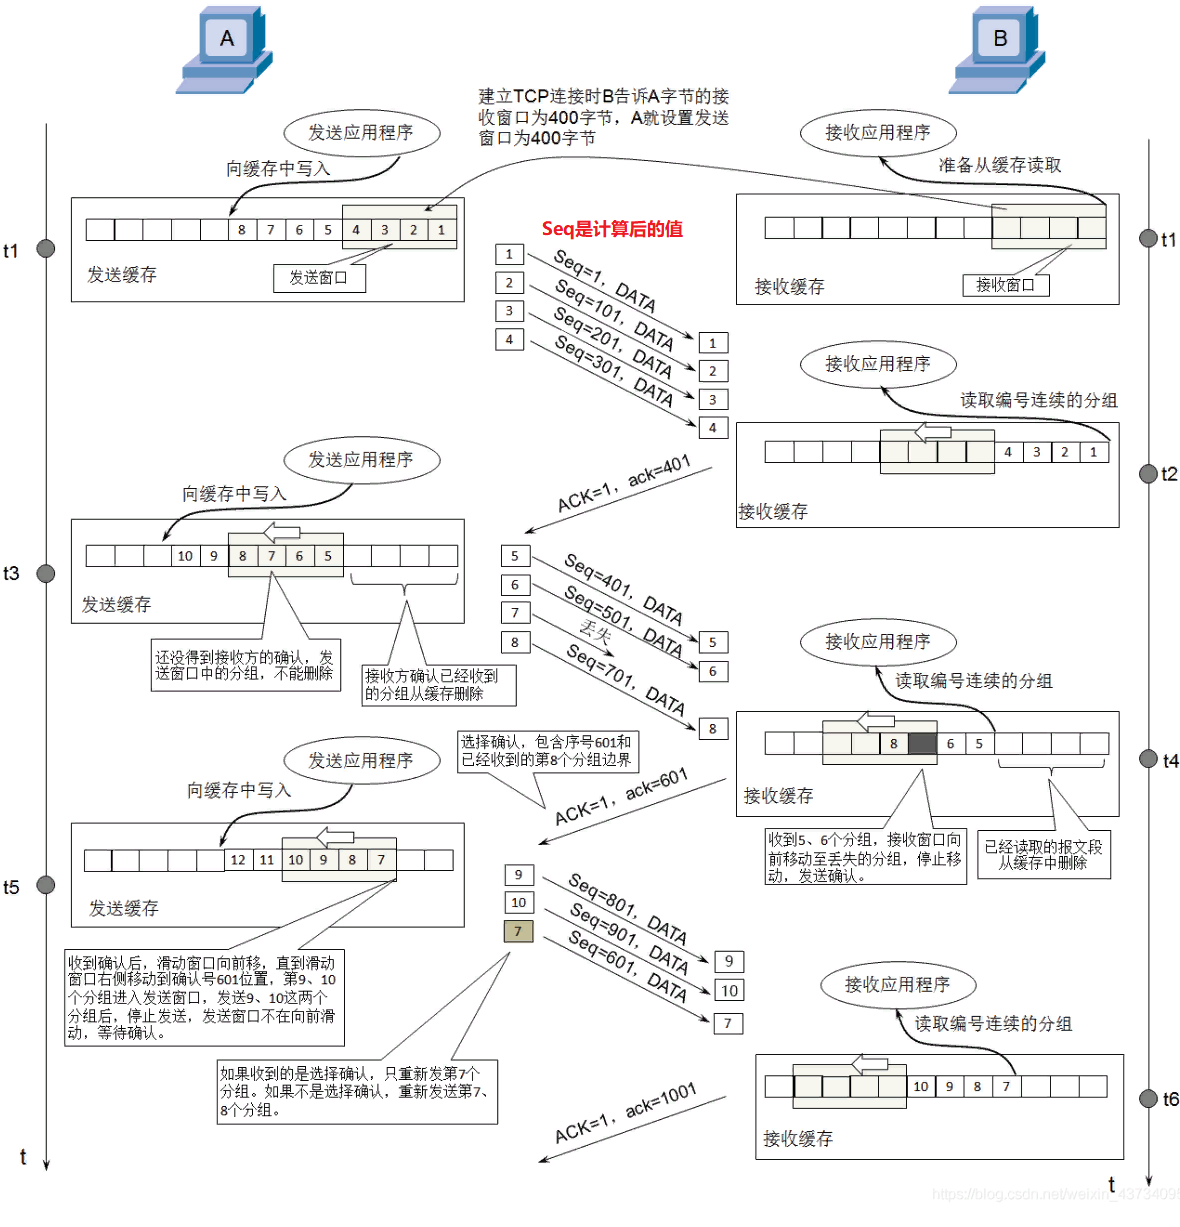 A
B
建立TCP连接时B告诉A字节的接
收窗口为400字节，A就设置发送
窗口为400字节
发送应用程序
接收应用程序
向缓存中写入
准备从缓存读取
8 7 6 5 4 3 2 1
Seq是计算后的值
t1
t1
发送窗口
发送缓存
接收窗口
接收缓存
1
2
3
4
Seq=1，DATA
Seq=101，DATA
Seq=201，DATA
Seq=301，DATA
1
2
3
4
接收应用程序
读取编号连续的分组
4 3 2 1
t2
接收缓存
ACK=1，ack=401
发送应用程序
向缓存中写入
10 9 8 7 6 5
t3
发送缓存
还没得到接收方的确认，发
送窗口中的分组，不能删除
接收方确认已经收到
的分组从缓存删除
5
6
7
8
Seq=401，DATA
Seq=501，DATA
丢失
Seq=701，DATA
5
6
8
接收应用程序
读取编号连续的分组
8 6 5
t4
接收缓存
收到5、6个分组，接收窗口向
前移动至丢失的分组，停止移
动，发送确认。
已经读取的报文段
从缓存中删除
选择确认，包含序号601和
已经收到的第8个分组边界
ACK=1，ack=601
发送应用程序
向缓存中写入
12 11 10 9 8 7
t5
发送缓存
收到确认后，滑动窗口向前移，直到滑动
窗口右侧移动到确认号601位置，第9、10
个分组进入发送窗口，发送9、10这两个
分组后，停止发送，发送窗口不在向前滑
动，等待确认。
9
10
7
Seq=801，DATA
Seq=901，DATA
Seq=601，DATA
9
10
7
如果收到的是选择确认，只重新发第7个
分组。如果不是选择确认，重新发送第7、
8个分组。
接收应用程序
读取编号连续的分组
10 9 8 7
t6
接收缓存
ACK=1，ack=1001
t
t
https://blog.csdn.net/weixin_43734095